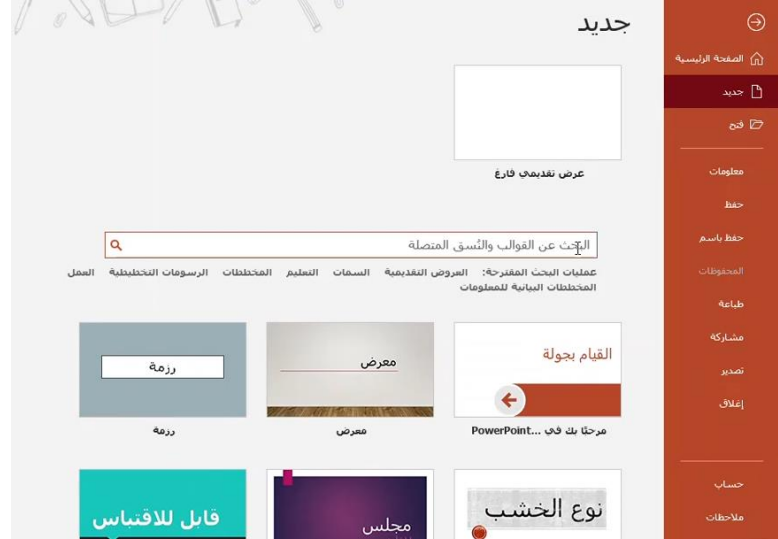 جديد
عرض تقديمي فارغ
البحث عن القوالب والنُسق المتصلة
عمليات البحث المقترحة: العروض التقديمية السمات التعليم المخططات الرسومات التخطيطية العمل
المخططات البيانية للمعلومات
القيام بجولة
مرحبًا بك في PowerPoint...
معرض
معرض
رزمة
رزمة
نوع الخشب
مجلس
قابل للاقتباس
الصفحة الرئيسية
جديد
فتح
معلومات
حفظ
حفظ باسم
المحفوظات
طباعة
مشاركة
تصدير
إغلاق
حساب
ملاحظات